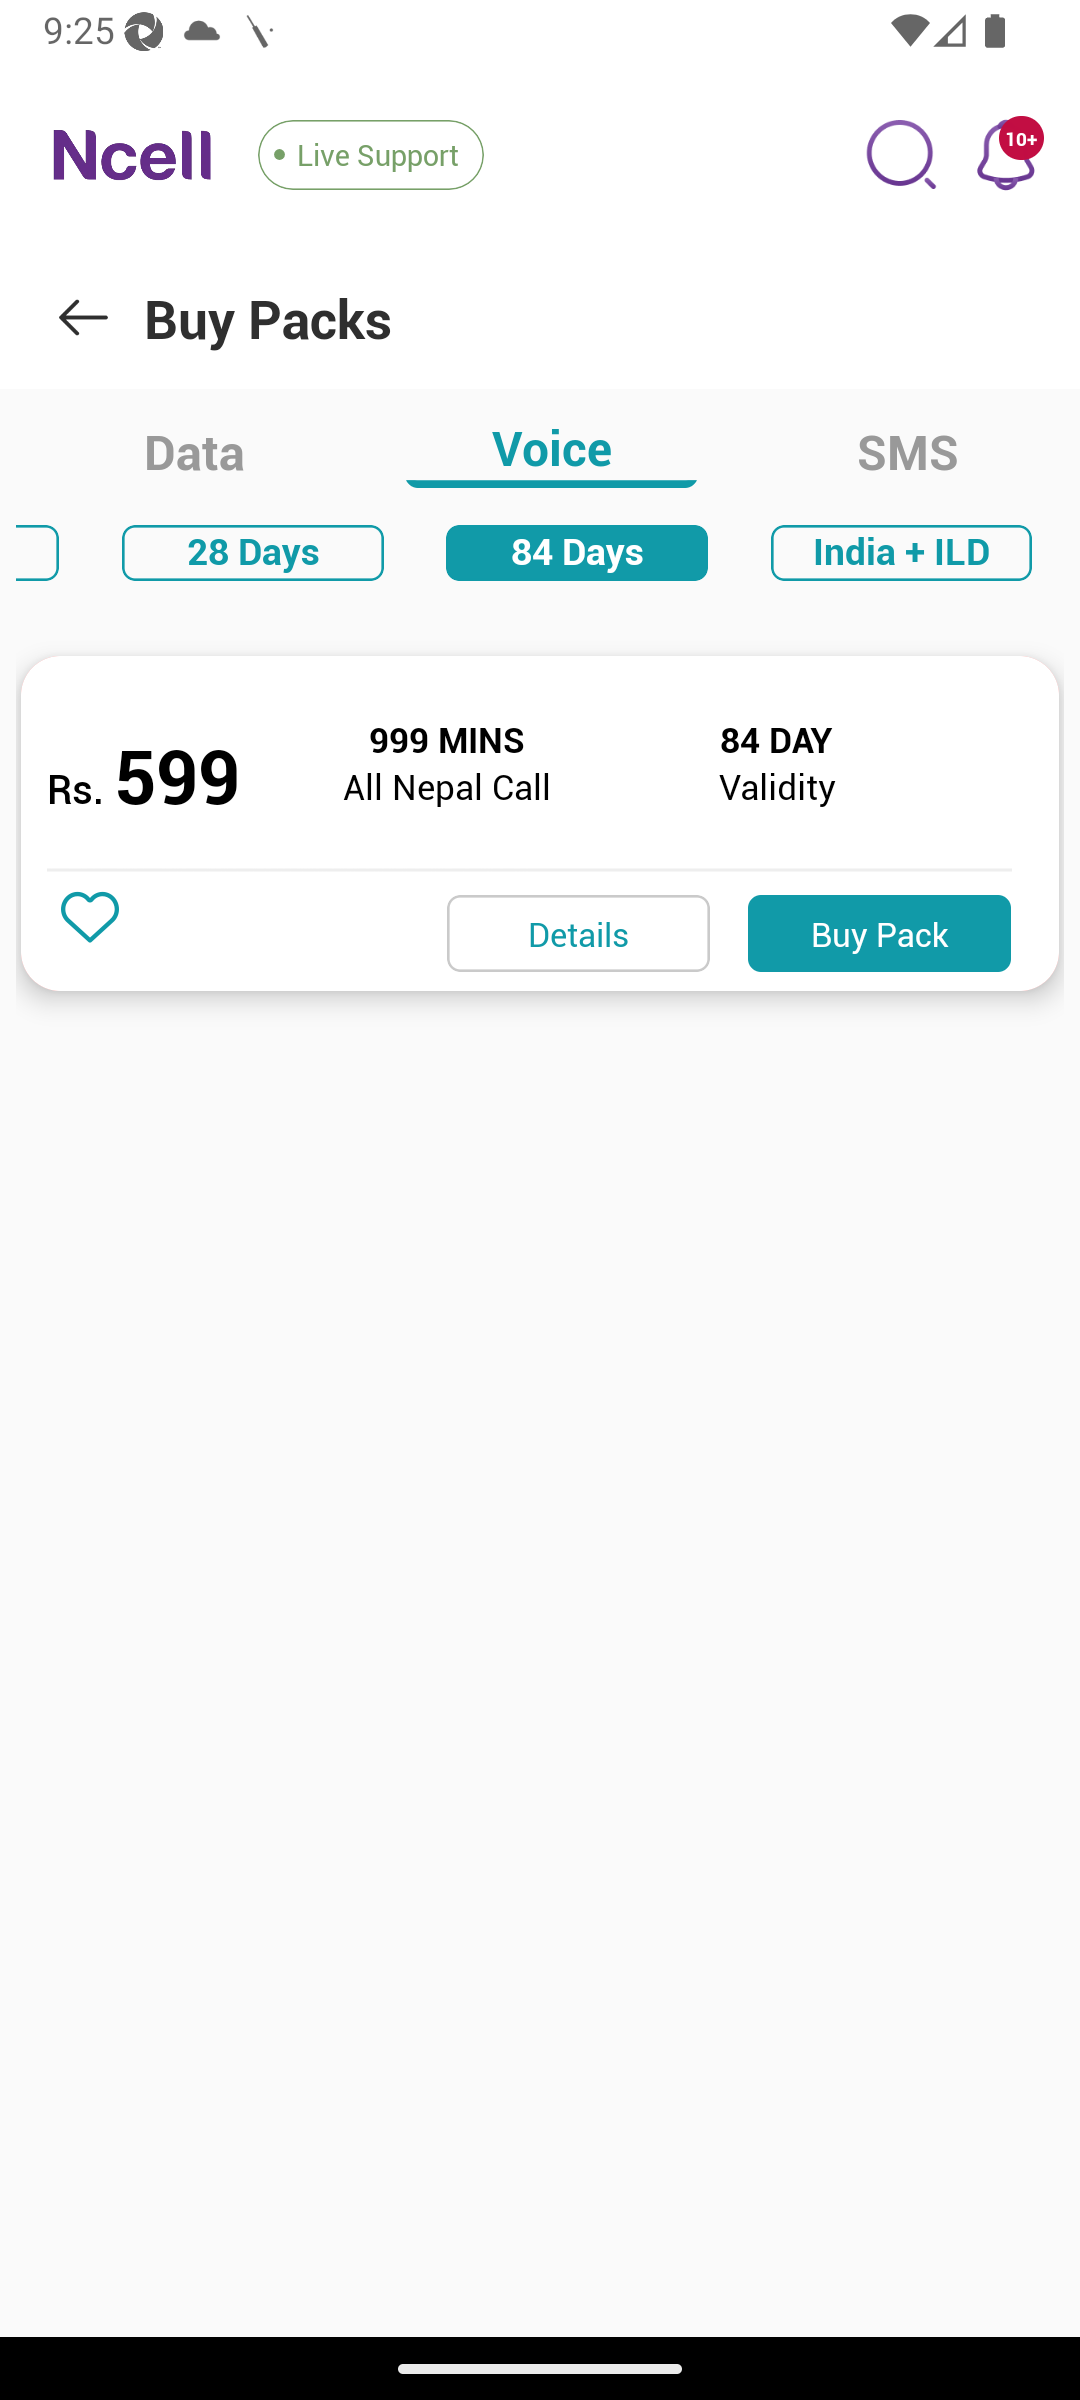 9:25
Ncell
Live Support
10+
Buy Packs
Data
Voice
SMS
28 Days
84 Days
India + ILD
Rs. 599
999 MINS
All Nepal Call
84 DAY
Validity
Details
Buy Pack